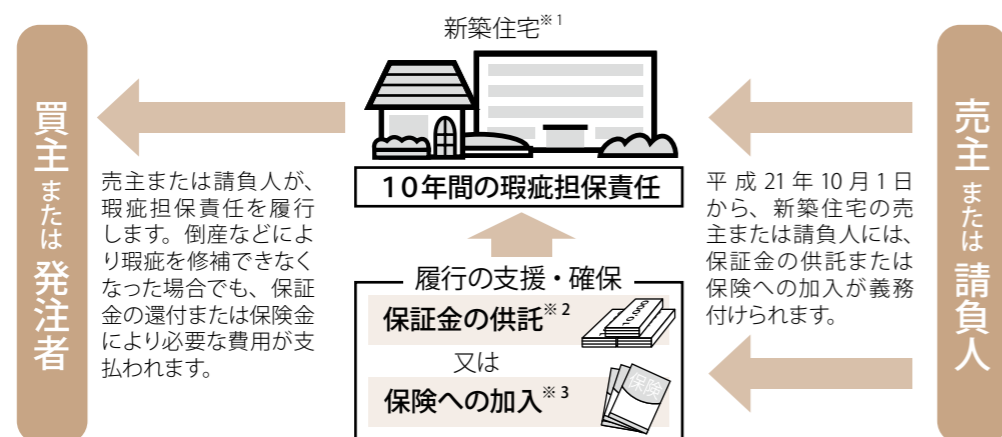 新築住宅※1
買主または発注者
売主または請負人が、
瑕疵担保責任を履行
します。倒産などによ
り瑕疵を修補できなく
なった場合でも、保証
金の還付または保険金
により必要な費用が支
払われます。
10年間の瑕疵担保責任
履行の支援・確保
保証金の供託※2
10000
又は
保険への加入※3
保険
平成21年10月1日
から、新築住宅の売
主または請負人には、
保証金の供託または
保険への加入が義務
付けられます。
売主または請負人